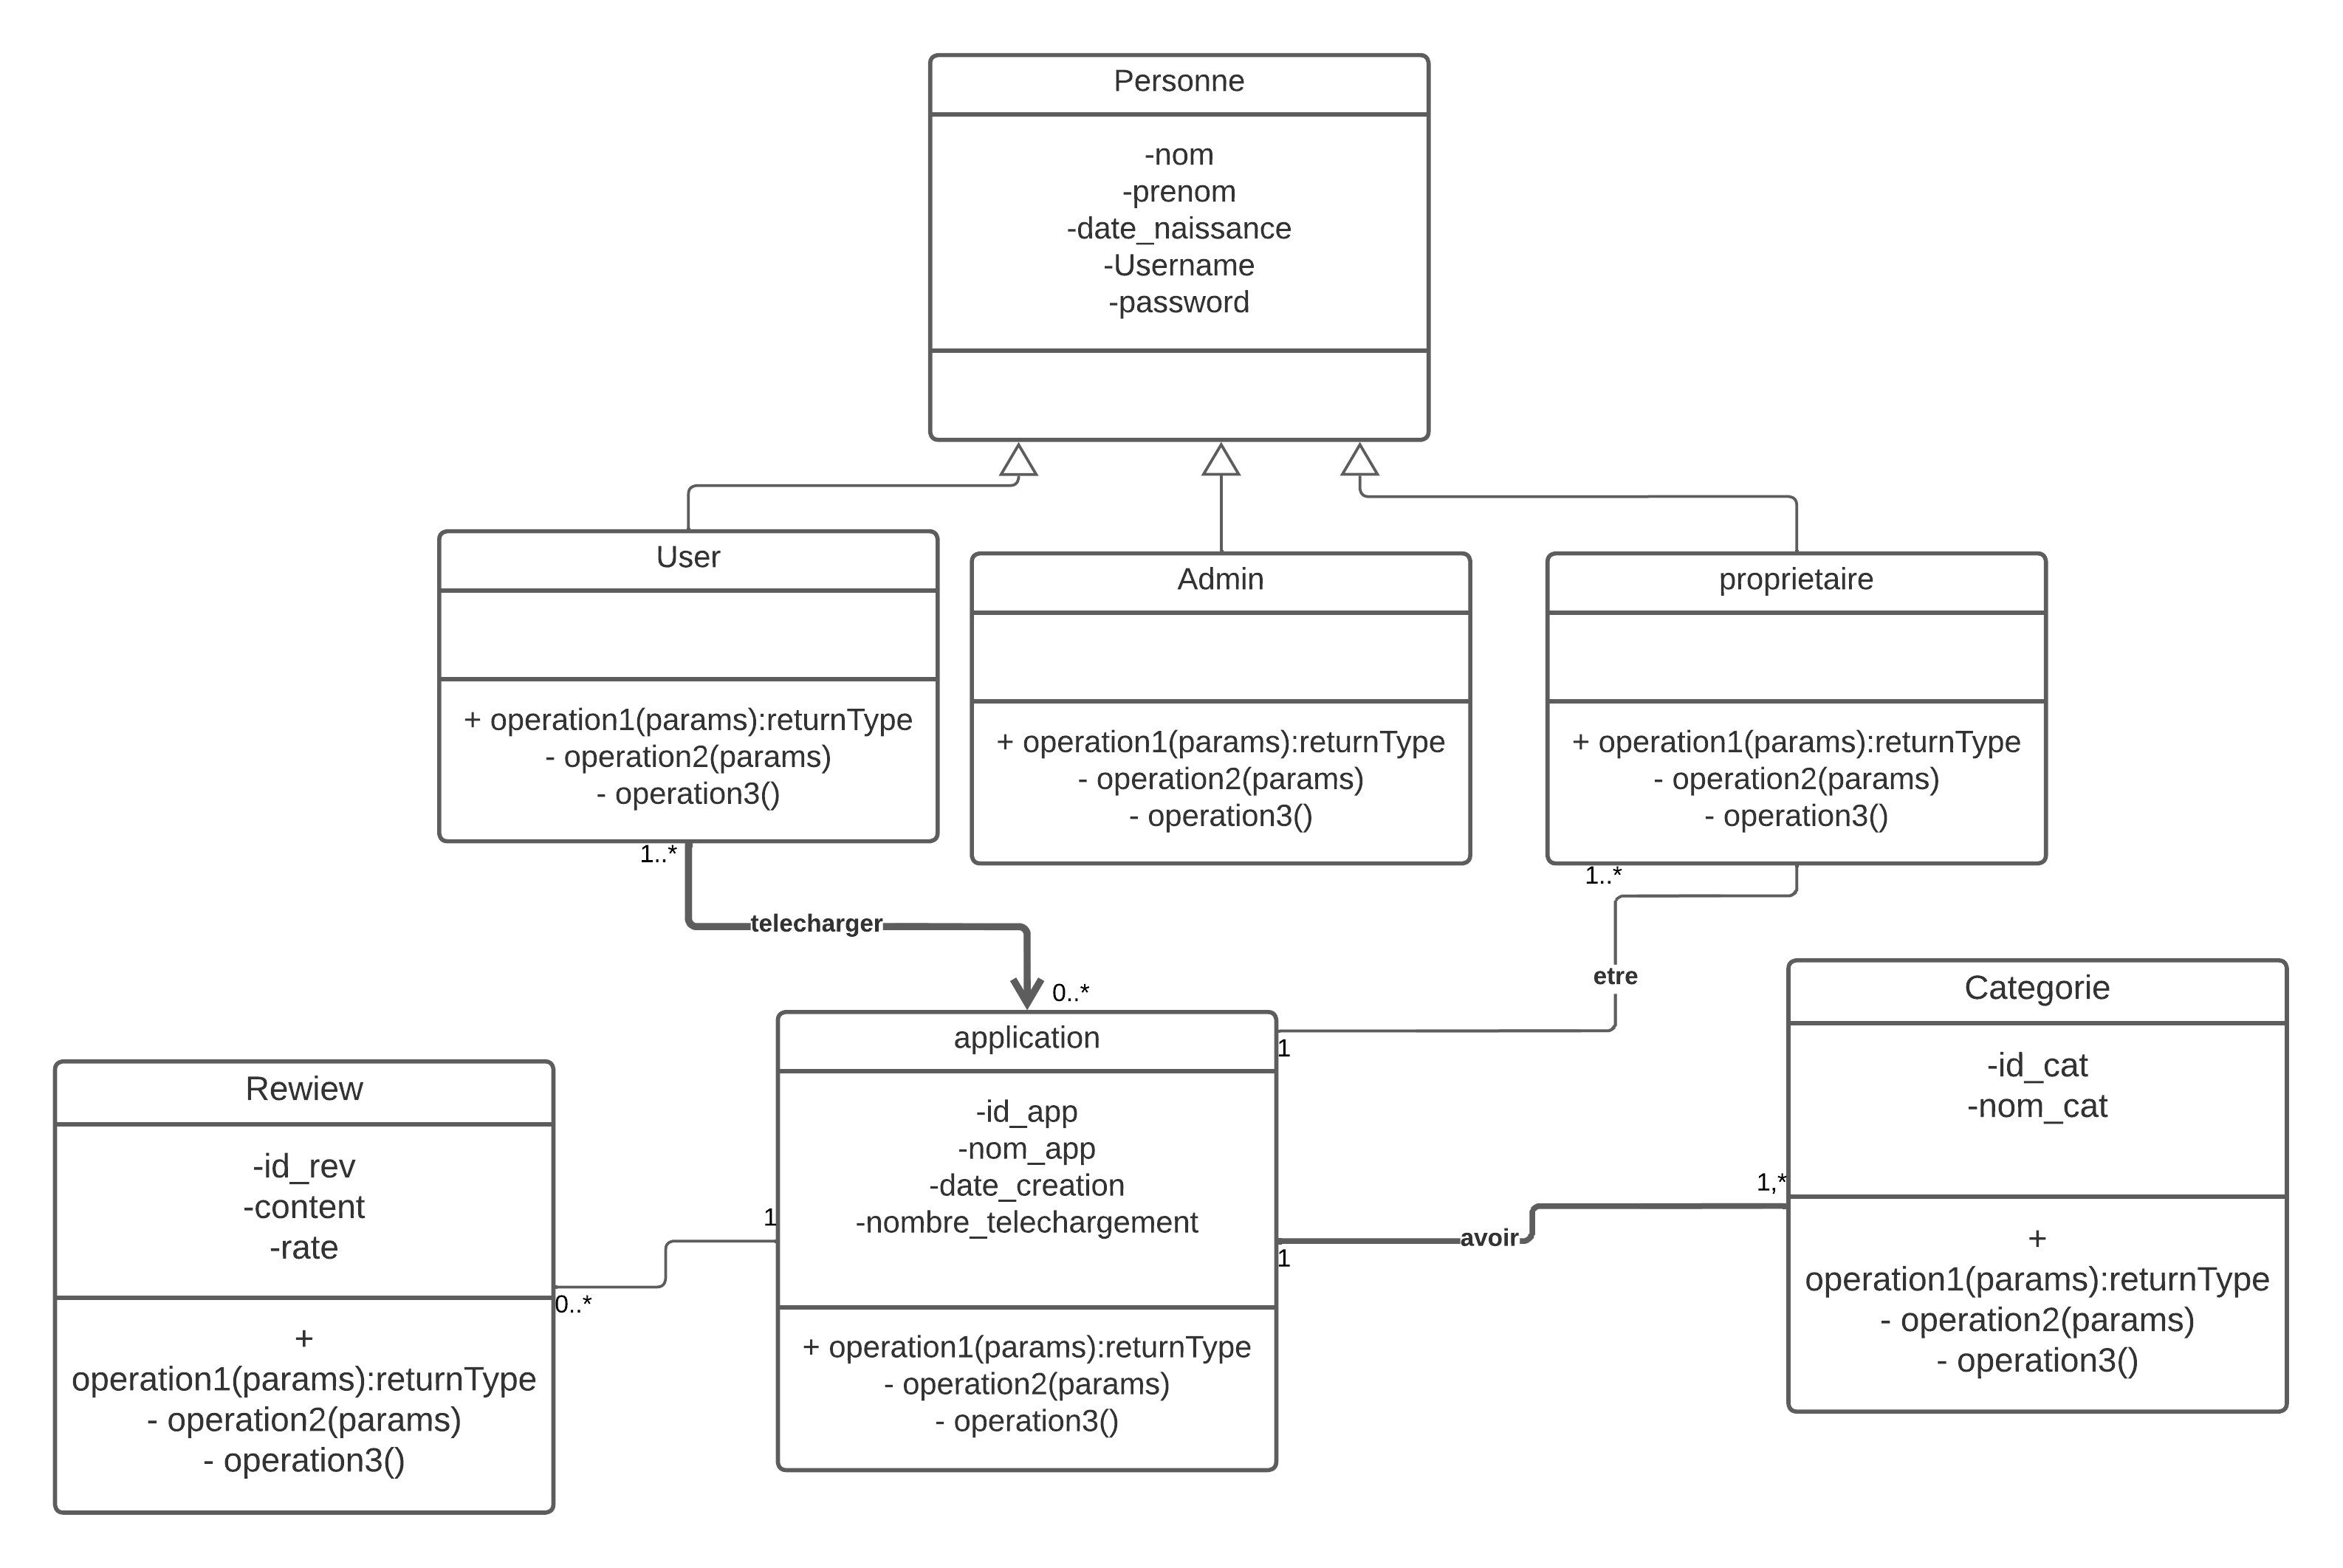 Personne
-nom
-prenom
-date_naissance
-Username
-password
User
+ operation1(params):returnType
- operation2(params)
- operation3()
Admin
+ operation1(params):returnType
- operation2(params)
- operation3()
proprietaire
+ operation1(params):returnType
- operation2(params)
- operation3()
1..*
telecharger
0..*
1..*
etre
1
Rewiew
-id_rev
-content
-rate
+
operation1(params):returnType
- operation2(params)
- operation3()
0..*
1
application
-id_app
-nom_app
-date_creation
-nombre_telechargement
+ operation1(params):returnType
- operation2(params)
- operation3()
1
avoir
1,*
Categorie
-id_cat
-nom_cat
+
operation1(params):returnType
- operation2(params)
- operation3()